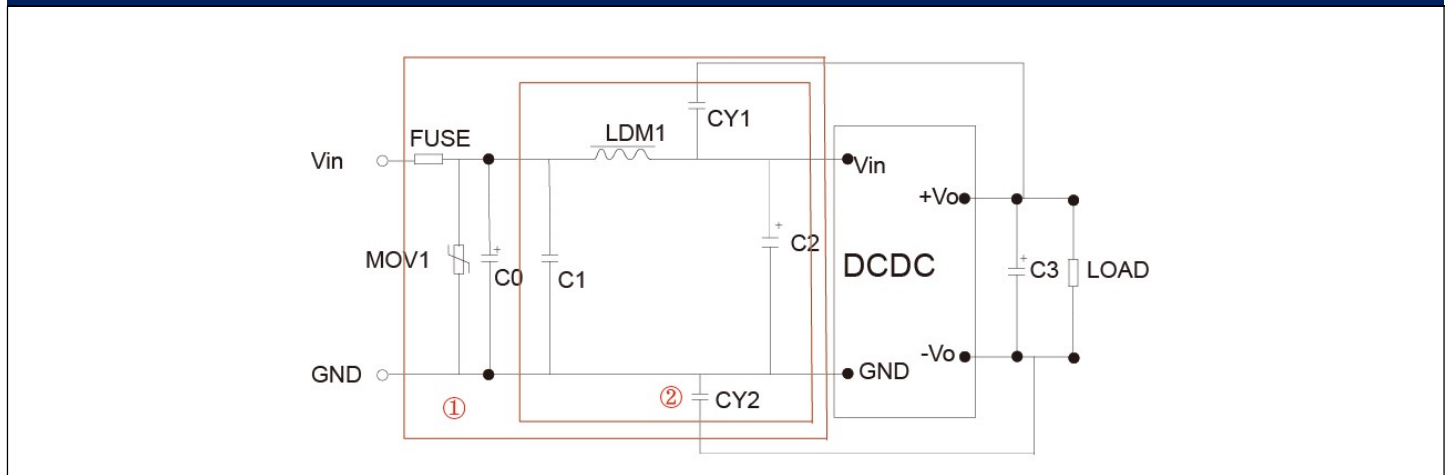 CY1
FUSE
LDM1
Vin
Vin
+Vo
MOV1
+
C0
C1
+
C2
DCDC
+
C3
LOAD
-Vo
GND
GND
①
②
CY2